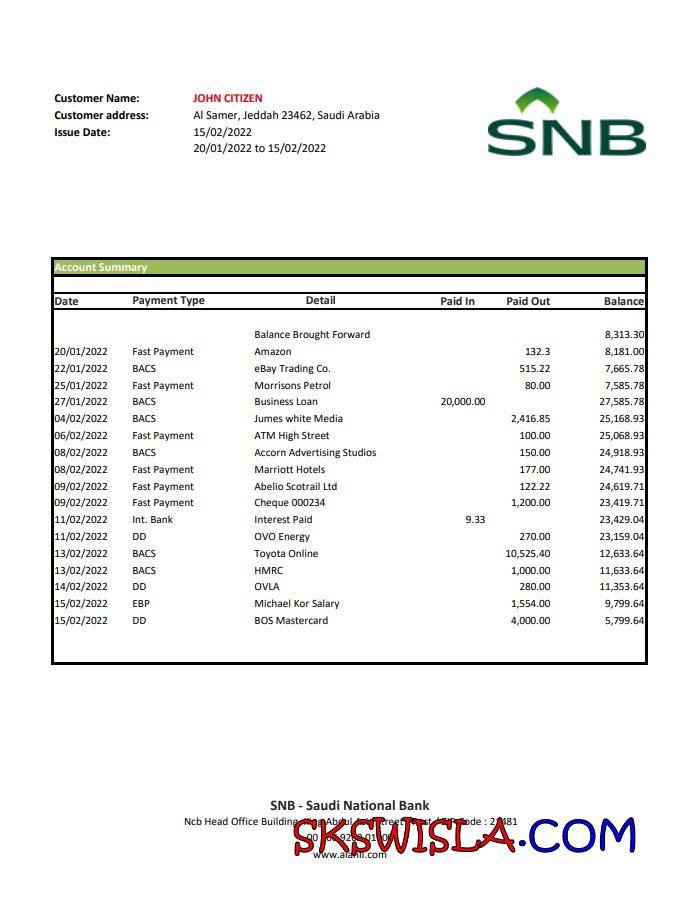 Customer Name: JOHN CITIZEN
Customer address: Al Samer, Jeddah 23462, Saudi Arabia
Issue Date: 15/02/2022
20/01/2022 to 15/02/2022
SNB
Account Summary
Date Payment Type Detail Paid In Paid Out Balance
Balance Brought Forward 8,313.30
20/01/2022 Fast Payment Amazon 132.3 8,181.00
22/01/2022 BACS eBay Trading Co. 515.22 7,665.78
25/01/2022 Fast Payment Morrisons Petrol 80.00 7,585.78
27/01/2022 BACS Business Loan 20,000.00 27,585.78
04/02/2022 BACS Jumes white Media 2,416.85 25,168.93
06/02/2022 Fast Payment ATM High Street 100.00 25,068.93
08/02/2022 BACS Accorn Advertising Studios 150.00 24,918.93
08/02/2022 Fast Payment Marriott Hotels 177.00 24,741.93
09/02/2022 Fast Payment Abelio Scotrail Ltd 122.22 24,619.71
09/02/2022 Fast Payment Cheque 000234 1,200.00 23,419.71
11/02/2022 Int. Bank Interest Paid 9.33 23,429.04
11/02/2022 DD OVO Energy 270.00 23,159.04
13/02/2022 BACS Toyota Online 10,525.40 12,633.64
13/02/2022 BACS HMRC 1,000.00 11,633.64
14/02/2022 DD OVLA 280.00 11,353.64
15/02/2022 EBP Michael Kor Salary 1,554.00 9,799.64
15/02/2022 DD BOS Mastercard 4,000.00 5,799.64
SNB - Saudi National Bank
Ncb Head Office Building
SKSWISLA.COM
www.alahli.com